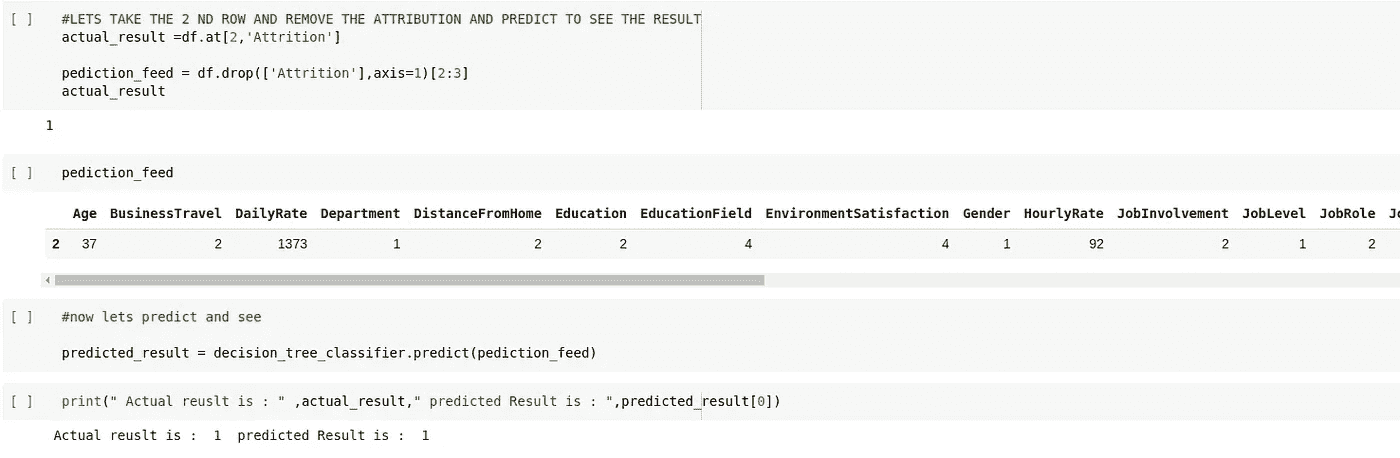 [ ] #LETS TAKE THE 2 ND ROW AND REMOVE THE ATTRIBUTION AND PREDICT TO SEE THE RESULT
actual_result =df.at[2,'Attrition']
pediction_feed = df.drop(['Attrition'],axis=1)[2:3]
actual_result
1
[ ] pediction_feed
Age BusinessTravel DailyRate Department DistanceFromHome Education EducationField EnvironmentSatisfaction Gender HourlyRate JobInvolvement JobLevel JobRole Jo
2 37 2 1373 1 2 2 4 4 1 92 2 1 2
[ ] #now lets predict and see
predicted_result = decision_tree_classifier.predict(pediction_feed)
[ ] print(" Actual reuslt is : " ,actual_result," predicted Result is : ",predicted_result[0])
Actual reuslt is :  1  predicted Result is :  1